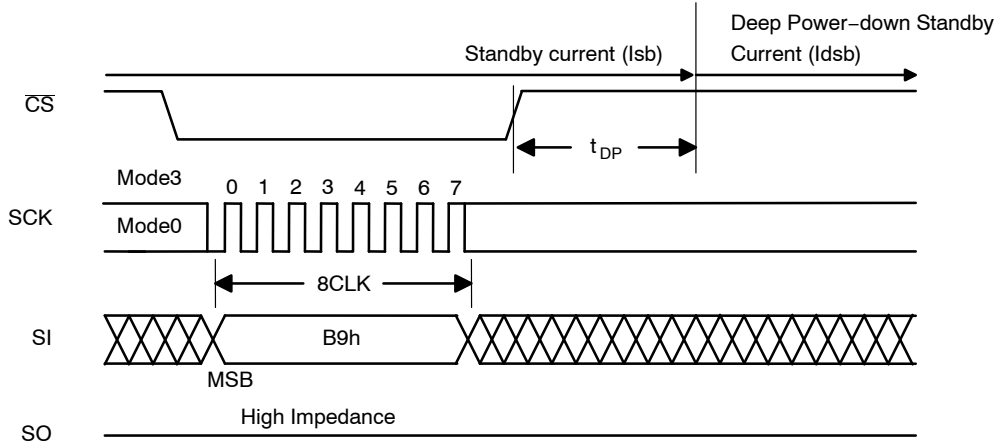 Deep Power−down Standby
Standby current (Isb) Current (Idsb)
CS
t DP
Mode3
0 1 2 3 4 5 6 7
SCK
Mode0
8CLK
SI
B9h
MSB
High Impedance
SO